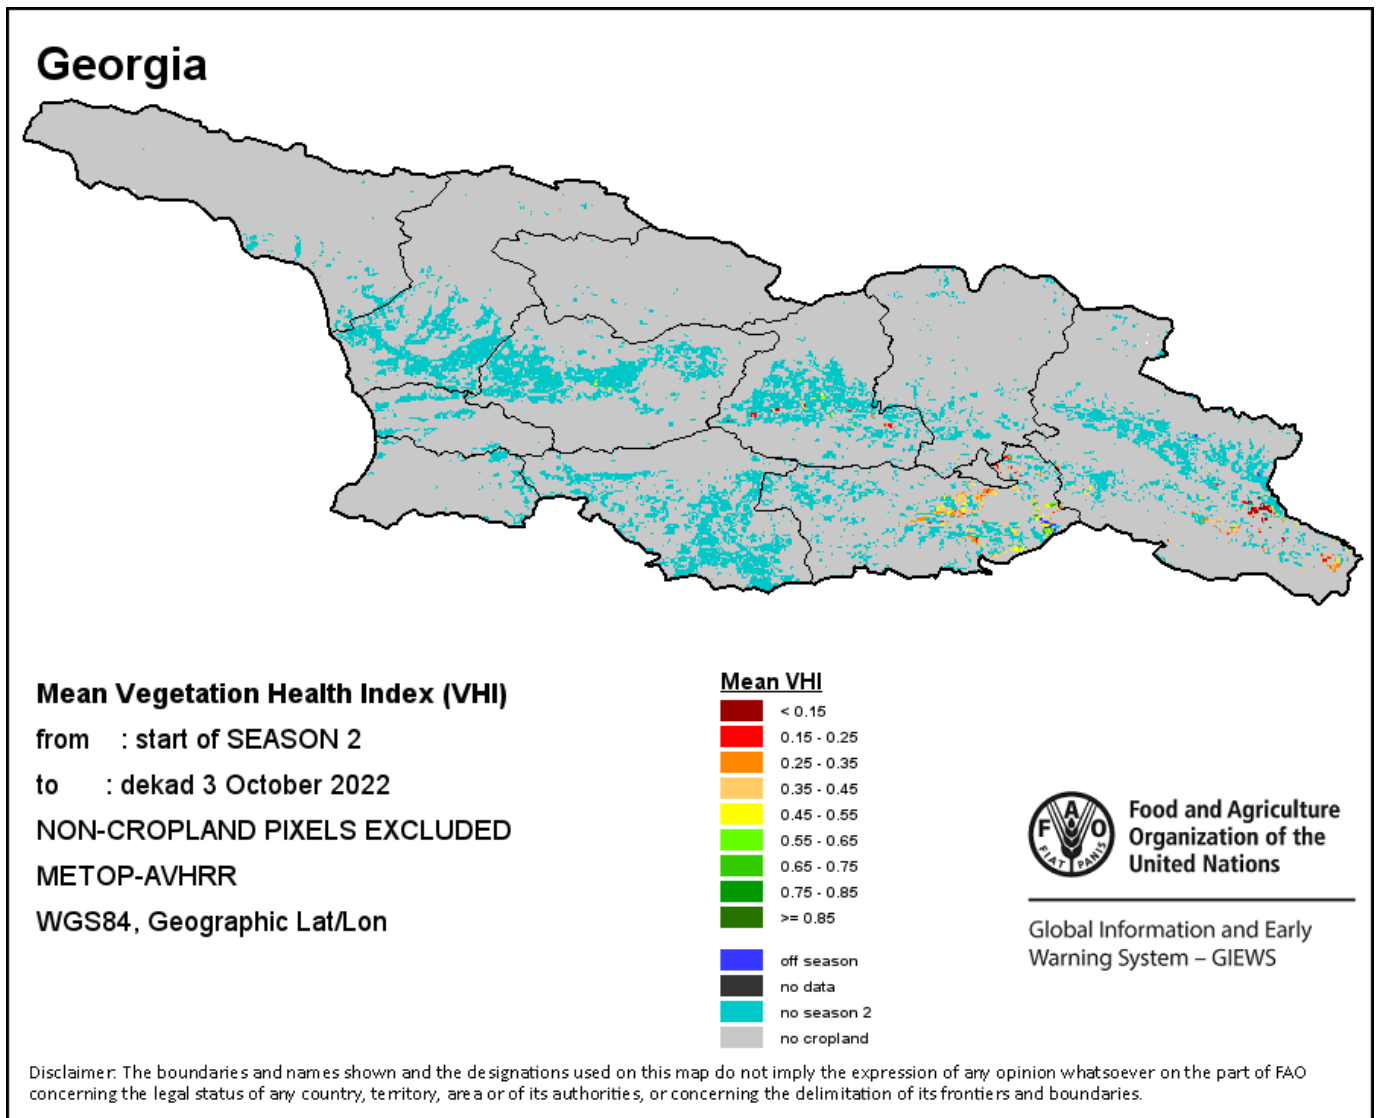 Georgia
Mean Vegetation Health Index (VHI)
from : start of SEASON 2
to : dekad 3 October 2022
NON-CROPLAND PIXELS EXCLUDED
METOP-AVHRR
WGS84, Geographic Lat/Lon
Mean VHI
< 0.15
0.15 - 0.25
0.25 - 0.35
0.35 - 0.45
0.45 - 0.55
0.55 - 0.65
0.65 - 0.75
0.75 - 0.85
>= 0.85
off season
no data
no season 2
no cropland
F A O
FIAT PANIS
Food and Agriculture
Organization of the
United Nations
Global Information and Early
Warning System – GIEWS
Disclaimer: The boundaries and names shown and the designations used on this map do not imply the expression of any opinion whatsoever on the part of FAO
concerning the legal status of any country, territory, area or of its authorities, or concerning the delimitation of its frontiers and boundaries.